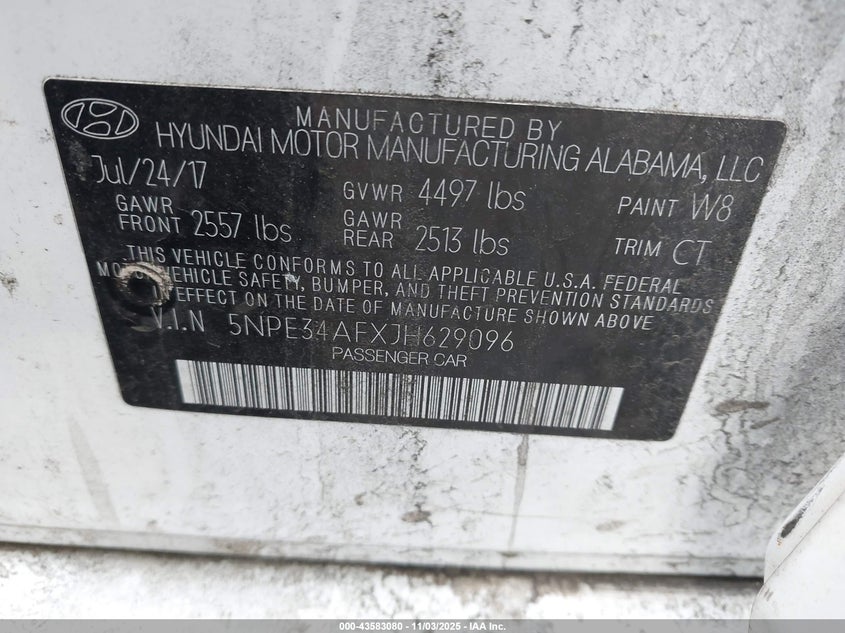 MANUFACTURED BY
HYUNDAI MOTOR MANUFACTURING ALABAMA, LLC
Jul/24/17 GVWR 4497 lbs PAINT W8
GAWR FRONT 2557 lbs GAWR REAR 2513 lbs TRIM CT
THIS VEHICLE CONFORMS TO ALL APPLICABLE U.S.A. FEDERAL
MOTOR VEHICLE SAFETY, BUMPER, AND THEFT PREVENTION STANDARDS
EFFECT ON THE DATE OF MANUFACTURE SHOWN ABOVE
V.I.N 5NPE34AFXJH629096
PASSENGER CAR
000-43583080 - 11/03/2025 - IAA Inc.